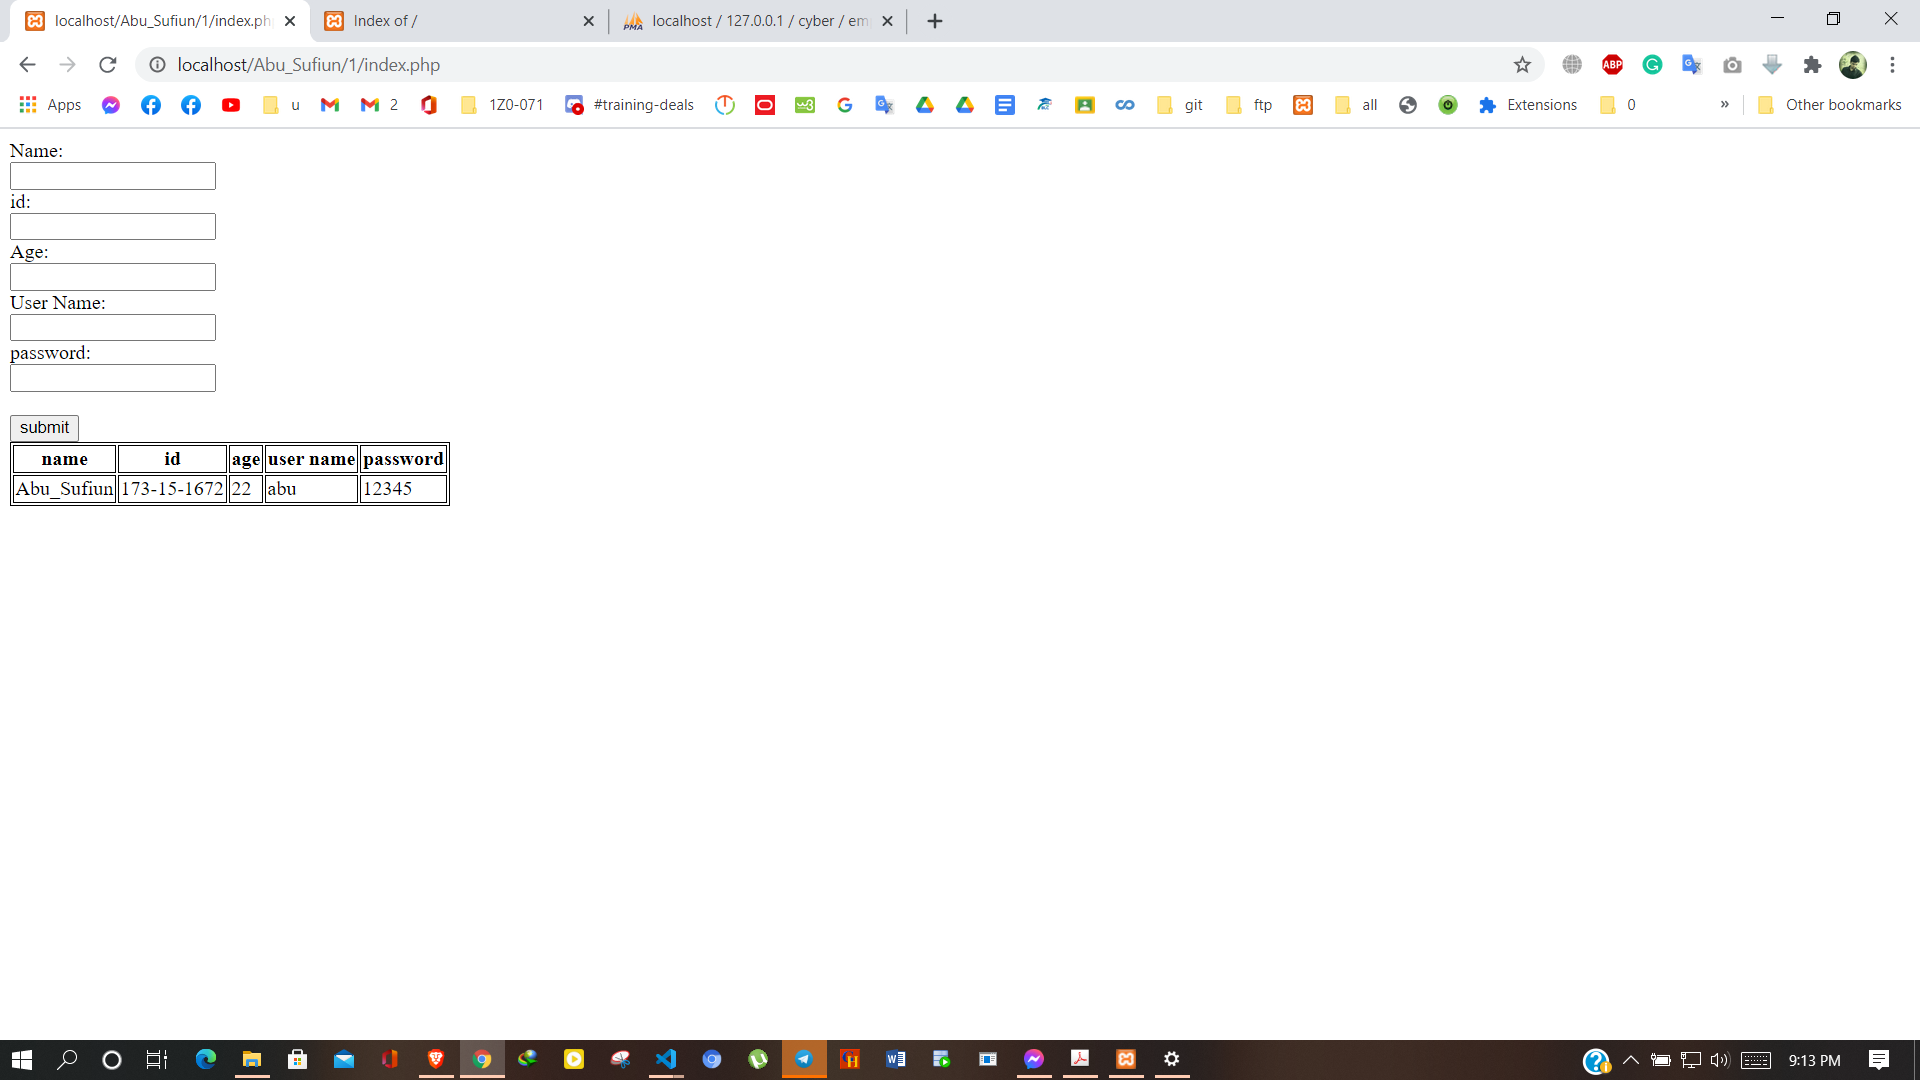 localhost/Abu_Sufiun/1/index.ph
Index of /
localhost / 127.0.0.1 / cyber / em
localhost/Abu_Sufiun/1/index.php
Apps
u
2
1Z0-071
#training-deals
git
ftp
all
Extensions
0
»
Other bookmarks
Name:
id:
Age:
User Name:
password:
submit
name id age user name password
Abu_Sufiun 173-15-1672 22 abu 12345
9:13 PM